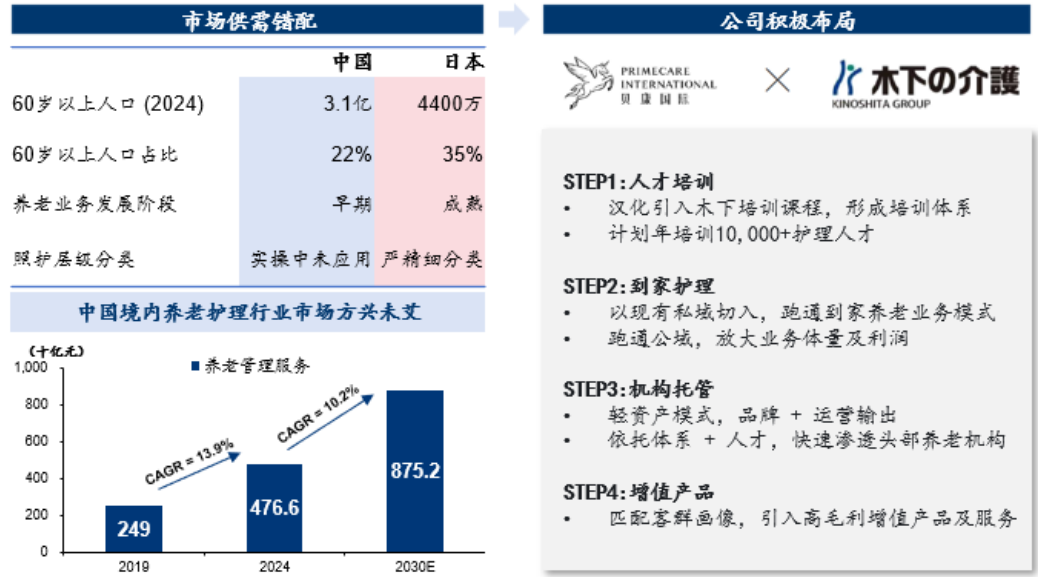 市场供需错配
中国 日本
60岁以上人口 (2024) 3.1亿 4400万
60岁以上人口占比 22% 35%
养老业务发展阶段 早期 成熟
照护层级分类 实操中未应用 严精细分类
中国境内养老护理行业市场方兴未艾
(十亿元)
养老管理服务
1,000
800
600
400
200
0
CAGR = 13.9%
CAGR = 10.2%
249
476.6
875.2
2019 2024 2030E
公司积极布局
PRIMECARE
INTERNATIONAL
贝康国际
木下の介護
KINOSHITA GROUP
STEP1:人才培训
• 汉化引入木下培训课程，形成培训体系
• 计划年培训10,000+护理人才
STEP2:到家护理
• 以现有私域切入，跑通到家养老业务模式
• 跑通公域，放大业务体量及利润
STEP3:机构托管
• 轻资产模式，品牌 + 运营输出
• 依托体系 + 人才，快速渗透头部养老机构
STEP4:增值产品
• 匹配客群画像，引入高毛利增值产品及服务